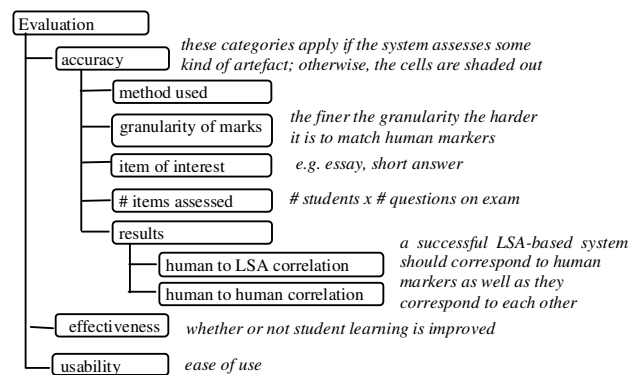 Evaluation
these categories apply if the system assesses some
accuracy
kind of artefact; otherwise, the cells are shaded out
method used
the finer the granularity the harder
granularity of marks
it is to match human markers
item of interest
e.g. essay, short answer
# items assessed
# students x # questions on exam
results
a successful LSA-based system
human to LSA correlation
should correspond to human
markers as well as they
human to human correlation
correspond to each other
effectiveness
whether or not student learning is improved
usability
ease of use